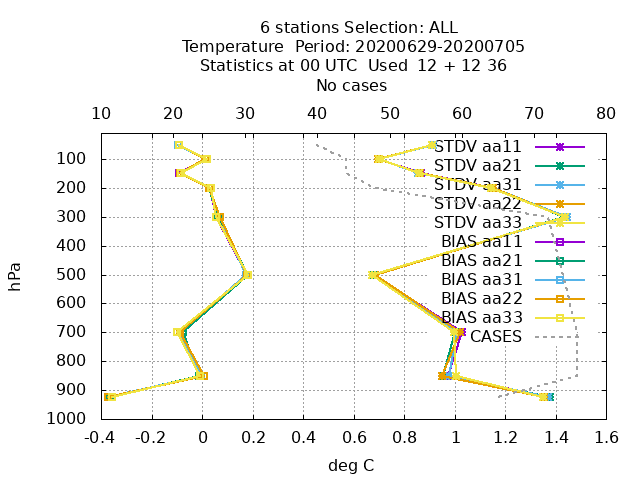 6 stations Selection: ALL
Temperature  Period: 20200629-20200705
Statistics at 00 UTC  Used  12 + 12 36
No cases
10 20 30 40 50 60 70 80
STDV aa11
STDV aa21
STDV aa31
STDV aa22
STDV aa33
BIAS aa11
BIAS aa21
BIAS aa31
BIAS aa22
BIAS aa33
CASES
hPa
100
200
300
400
500
600
700
800
900
1000
-0.4 -0.2 0 0.2 0.4 0.6 0.8 1 1.2 1.4 1.6
deg C